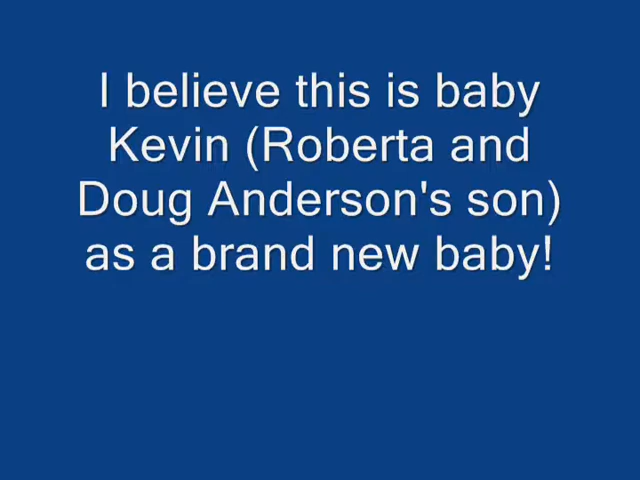 I believe this is baby
Kevin (Roberta and
Doug Anderson's son)
as a brand new baby!